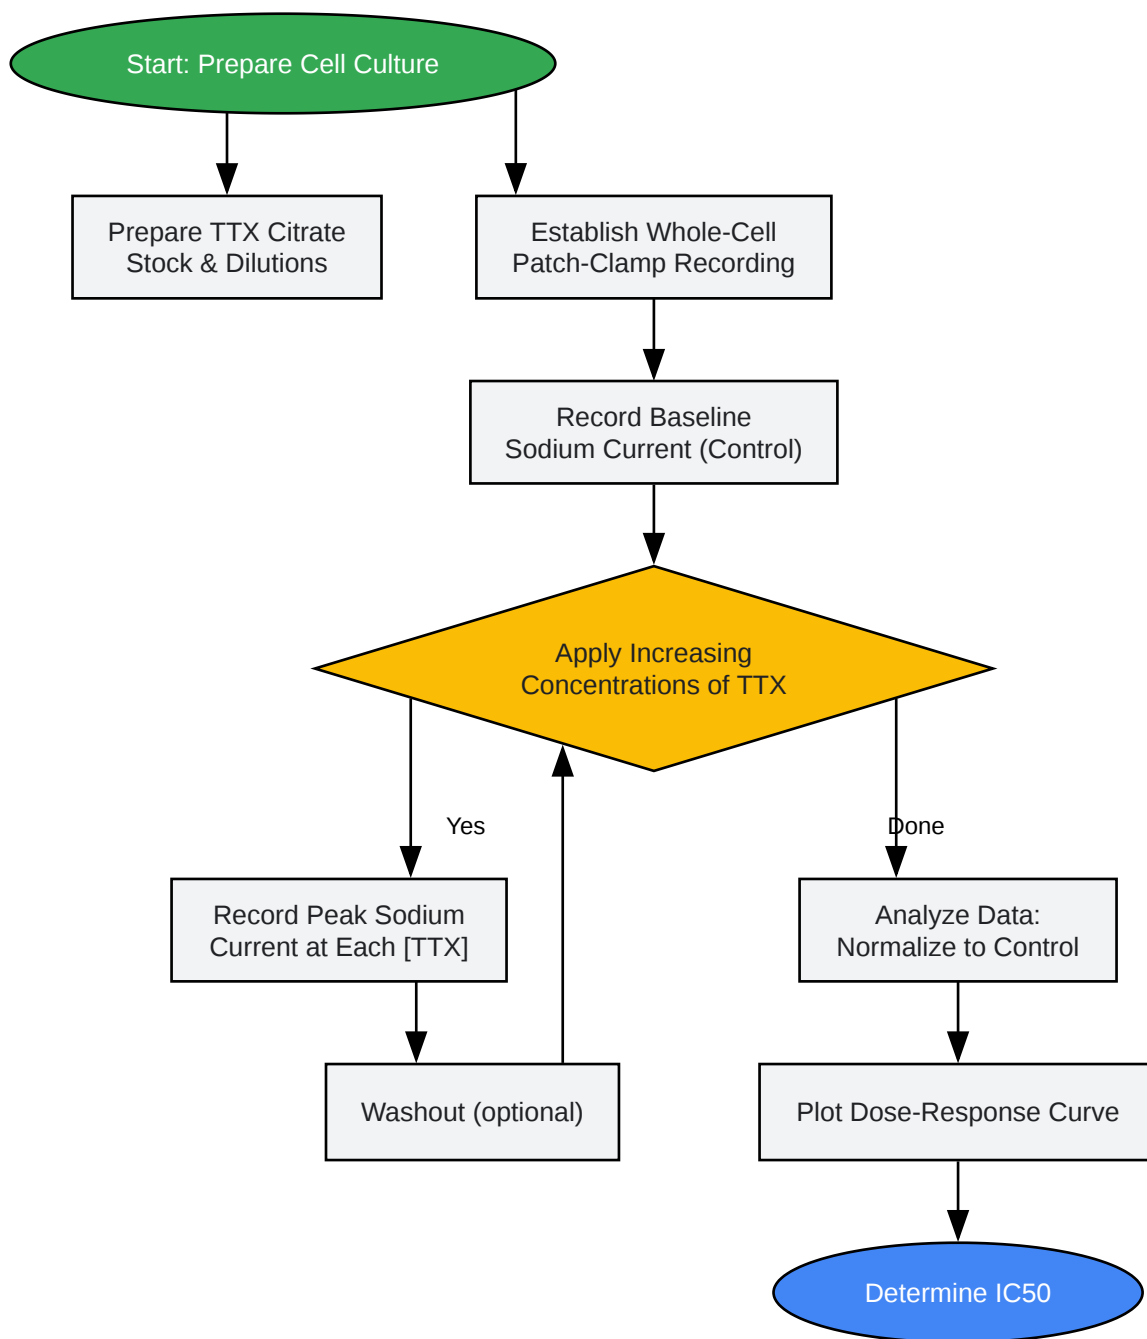 Start: Prepare Cell Culture
Prepare TTX Citrate
Stock & Dilutions
Establish Whole-Cell
Patch-Clamp Recording
Record Baseline
Sodium Current (Control)
Apply Increasing
Concentrations of TTX
Yes
Done
Record Peak Sodium
Current at Each [TTX]
Analyze Data:
Normalize to Control
Washout (optional)
Plot Dose-Response Curve
Determine IC50